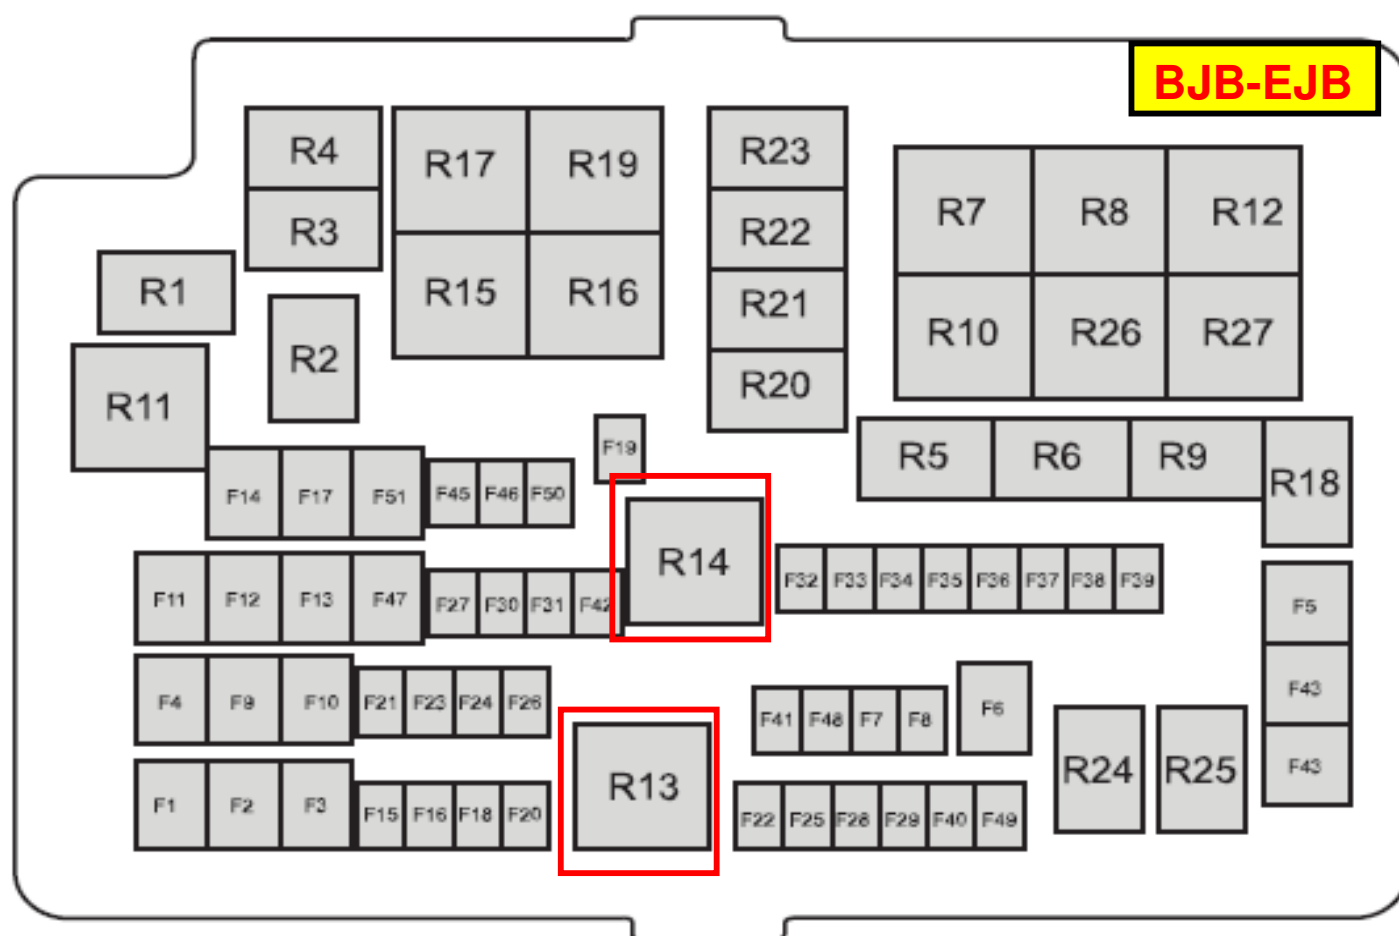 BJB-EJB
R4 R17 R19 R23
R3 R22 R7 R8 R12
R1 R15 R16 R21
R2 R20 R10 R26 R27
R11
F19 R5 R6 R9 R18
F14 F17 F51 F45 F46 F50
R14
F11 F12 F13 F47 F27 F30 F31 F42 F32 F33 F34 F35 F36 F37 F38 F39 F5
F4 F9 F10 F21 F23 F24 F26 F41 F48 F7 F8 F6 F43
R13 R24 R25 F43
F1 F2 F3 F15 F16 F18 F20 F22 F25 F28 F29 F40 F49